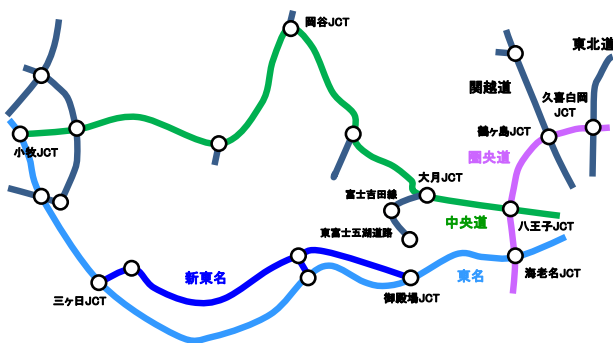 岡谷JCT
東北道
関越道
久喜白岡
JCT
鶴ヶ島JCT
圏央道
小牧JCT
大月JCT
富士吉田線
八王子JCT
中央道
東富士五湖道路
海老名JCT
新東名
東名
三ヶ日JCT
御殿場JCT